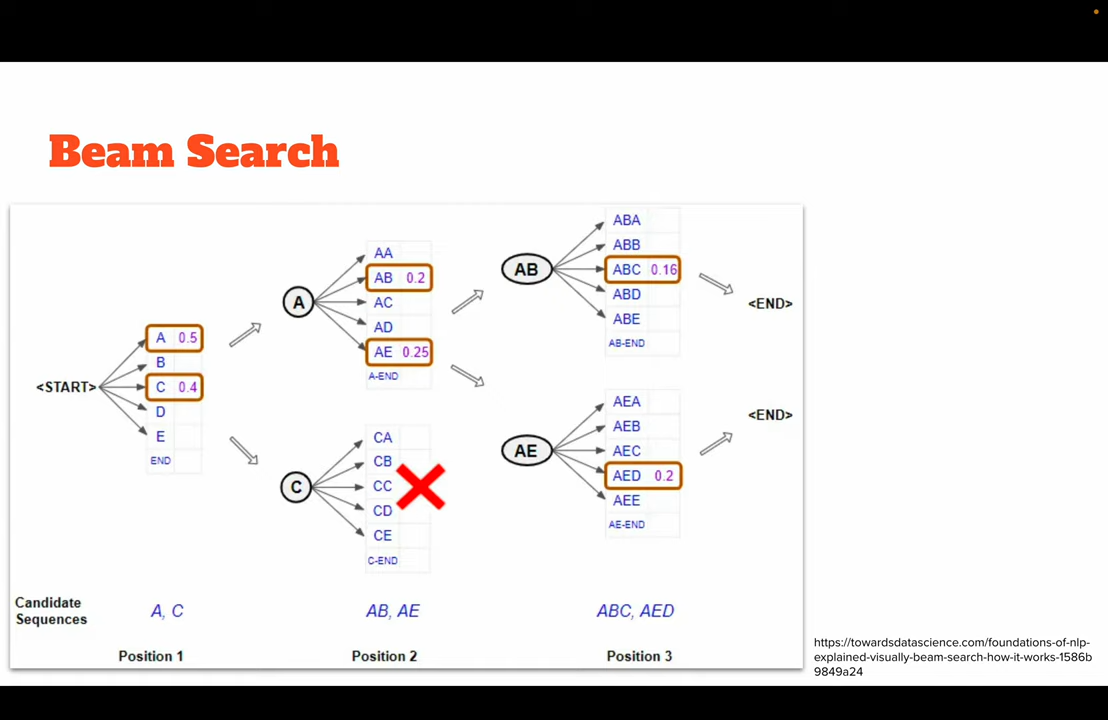 Beam Search
<START>
A 0.5
B
C 0.4
D
E
END
A
AA
AB 0.2
AC
AD
AE 0.25
A-END
C
CA
CB
CC
CD
CE
C-END
AB
ABA
ABB
ABC 0.16
ABD
ABE
AB-END
<END>
AE
AEA
AEB
AEC
AED 0.2
AEE
AE-END
<END>
Candidate
Sequences
A, C
AB, AE
ABC, AED
Position 1
Position 2
Position 3
https://towardsdatascience.com/foundations-of-nlp-
explained-visually-beam-search-how-it-works-1586b
9849a24